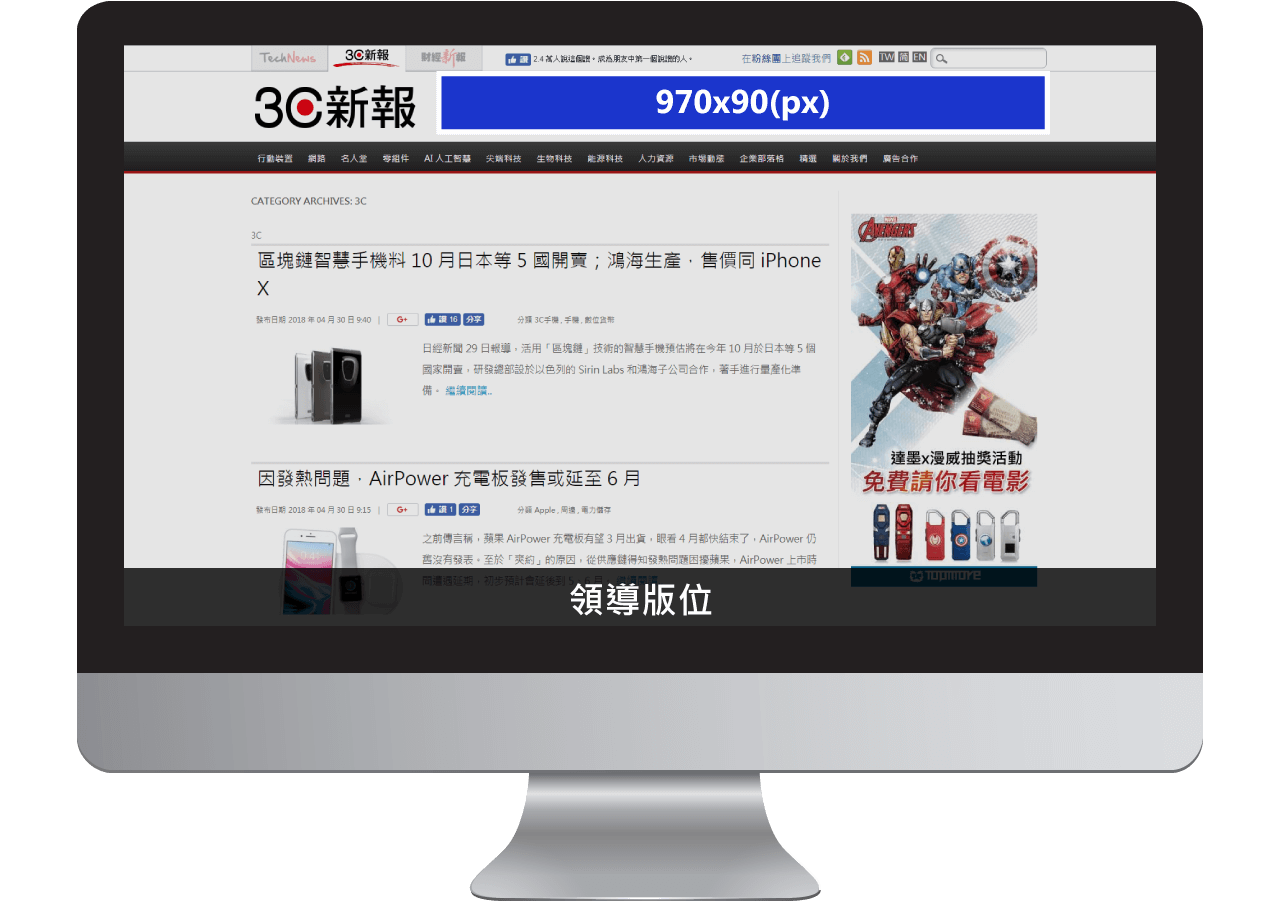 TechNews 3C新報 財經新報 讚 2.4 萬人說這個讚。成為朋友中第一個說讚的人。 在粉絲團上追蹤我們 TW 简 EN
3C新報 970x90(px)
行動裝置 網路 名人堂 零組件 AI 人工智慧 尖端科技 生物科技 能源科技 人力資源 市場動態 企業部落格 精選 關於我們 廣告合作
CATEGORY ARCHIVES: 3C
3C
區塊鏈智慧手機料 10 月日本等 5 國開賣；鴻海生產，售價同 iPhone
X
發布日期 2018 年 04 月 30 日 9:40 | G+ 讚 16 分享 分類 3C手機 , 手機 , 數位貨幣
日經新聞 29 日報導，活用「區塊鏈」技術的智慧手機預估將在今年 10 月於日本等 5 個
國家開賣，研發總部設於以色列的 Sirin Labs 和鴻海子公司合作，著手進行量產化準
備。 繼續閱讀..
因發熱問題，AirPower 充電板發售或延至 6 月
發布日期 2018 年 04 月 30 日 9:15 | G+ 讚 1 分享 分類 Apple , 周邊 , 電力儲存
之前傳言稱，蘋果 AirPower 充電板有望 3 月出貨，眼看 4 月都快結束了，AirPower 仍
舊沒有發表，至於「爽約」的原因，從供應鏈得知發熱問題困擾蘋果，AirPower 上市時
9:41
MARVEL
AVENGERS
達墨x漫威抽獎活動
免費請你看電影
TOPMORE
領導版位